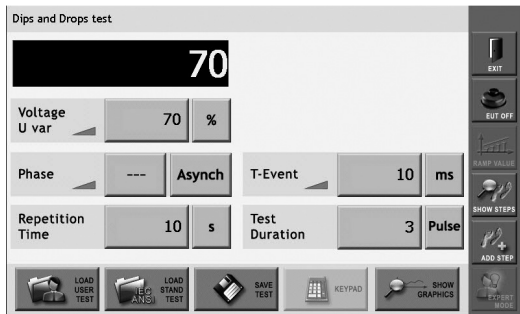 Dips and Drops test
70
EXIT
Voltage
U var
70 %
EUT OFF
RAMP VALUE
Phase
--- Asynch
T-Event
10 ms
SHOW STEPS
Repetition
Time
10 s
Test
Duration
3 Pulse
ADD STEP
LOAD
USER
TEST
IEC
ANSI
LOAD
STAND
TEST
SAVE
TEST
KEYPAD
SHOW
GRAPHICS
EXPERT
MODE